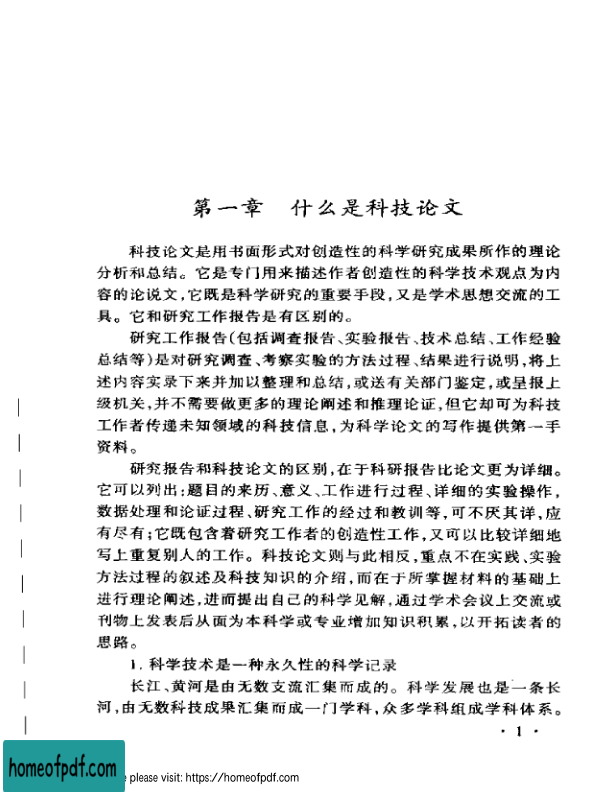 第一章 什么是科技论文
科技论文是用书面形式对创造性的科学研究成果所作的理论
分析和总结。它是专门用来描述作者创造性的科学技术观点为内
容的论说文,它既是科学研究的重要手段,又是学术思想交流的工
具。它和研究工作报告是有区别的。
研究工作报告(包括调查报告、实验报告、技术总结、工作经验
总结等)是对研究调查、考察实验的方法过程、结果进行说明,将上
述内容实录下来并加以整理和总结,或送有关部门鉴定,或呈报上
级机关,并不需要做更多的理论阐述和推理论证,但它却可为科技
工作者传递未知领域的科技信息,为科学论文的写作提供第一手
资料。
研究报告和科技论文的区别,在于科研报告比论文更为详细。
它可以列出:题目的来历、意义、工作进行过程、详细的实验操作,
数据处理和论证过程、研究工作的经过和教训等,可不厌其详,应
有尽有;它既包含着研究工作者的创造性工作,又可以比较详细地
写上重复别人的工作。科技论文则与此相反,重点不在实践、实验
方法过程的叙述及科技知识的介绍,而在于所掌握材料的基础上
进行理论阐述,进而提出自己的科学见解,通过学术会议上交流或
刊物上发表后从面为本科学或专业增加知识积累,以开拓读者的
思路。
1. 科学技术是一种永久性的科学记录
长江、黄河是由无数支流汇集而成的。科学发展也是一条长
河,由无数科技成果汇集而成一门学科,众多学科组成学科体系。
· 1 ·
homeofpdf.com
please visit: https://homeofpdf.com